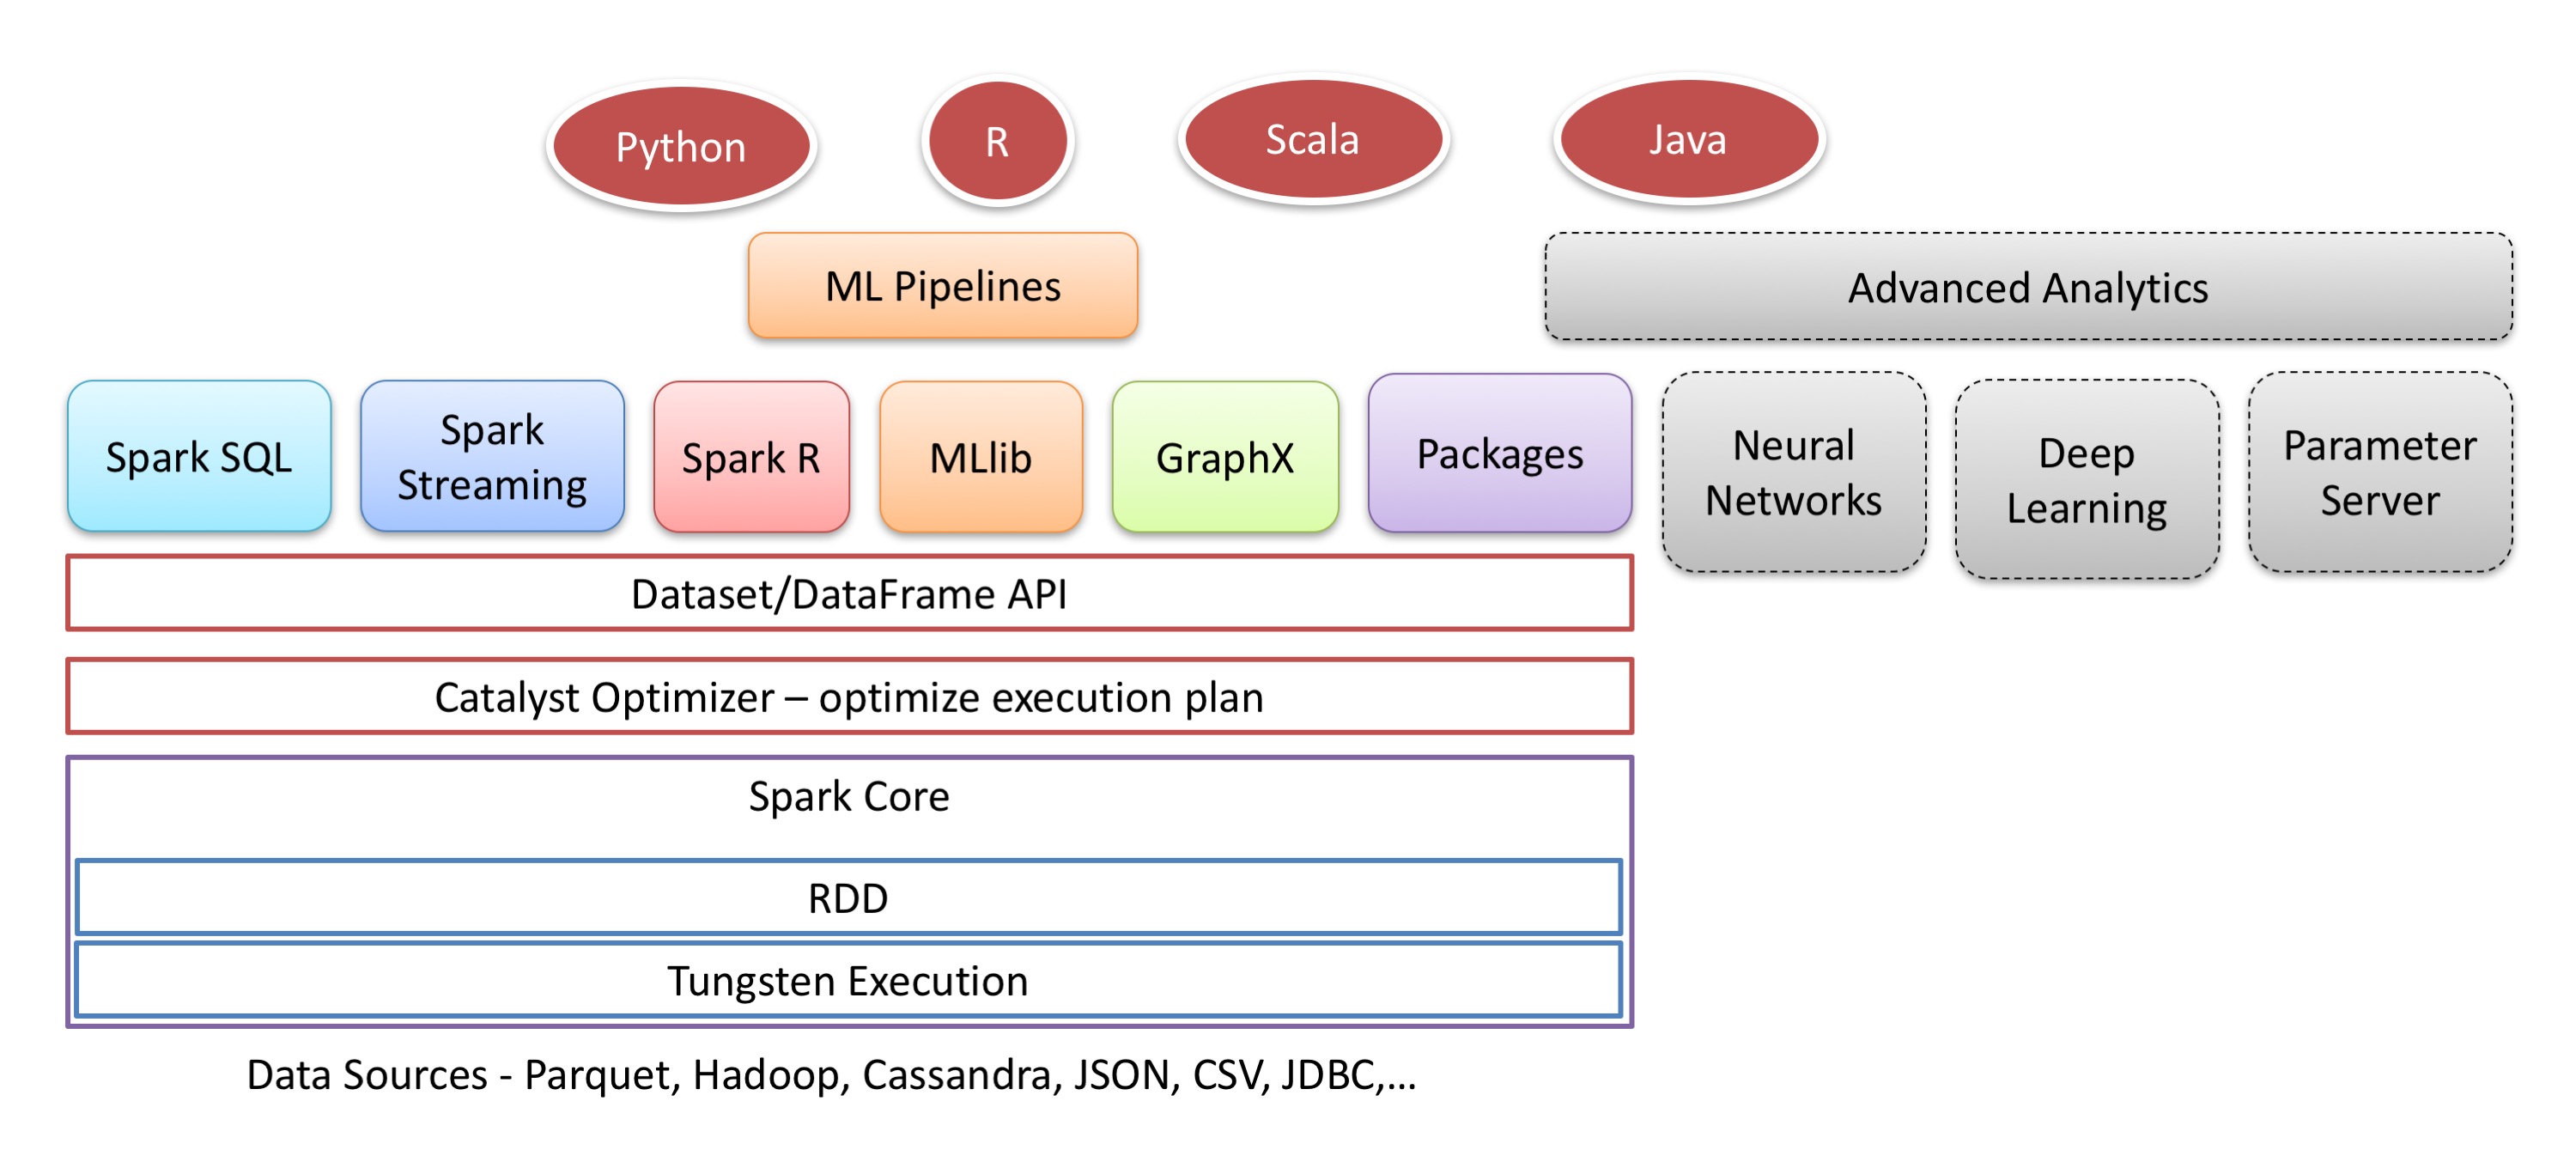 Python
R
Scala
Java
ML Pipelines
Advanced Analytics
Spark SQL
Spark
Streaming
Spark R
MLlib
GraphX
Packages
Neural
Networks
Deep
Learning
Parameter
Server
Dataset/DataFrame API
Catalyst Optimizer – optimize execution plan
Spark Core
RDD
Tungsten Execution
Data Sources - Parquet, Hadoop, Cassandra, JSON, CSV, JDBC,...